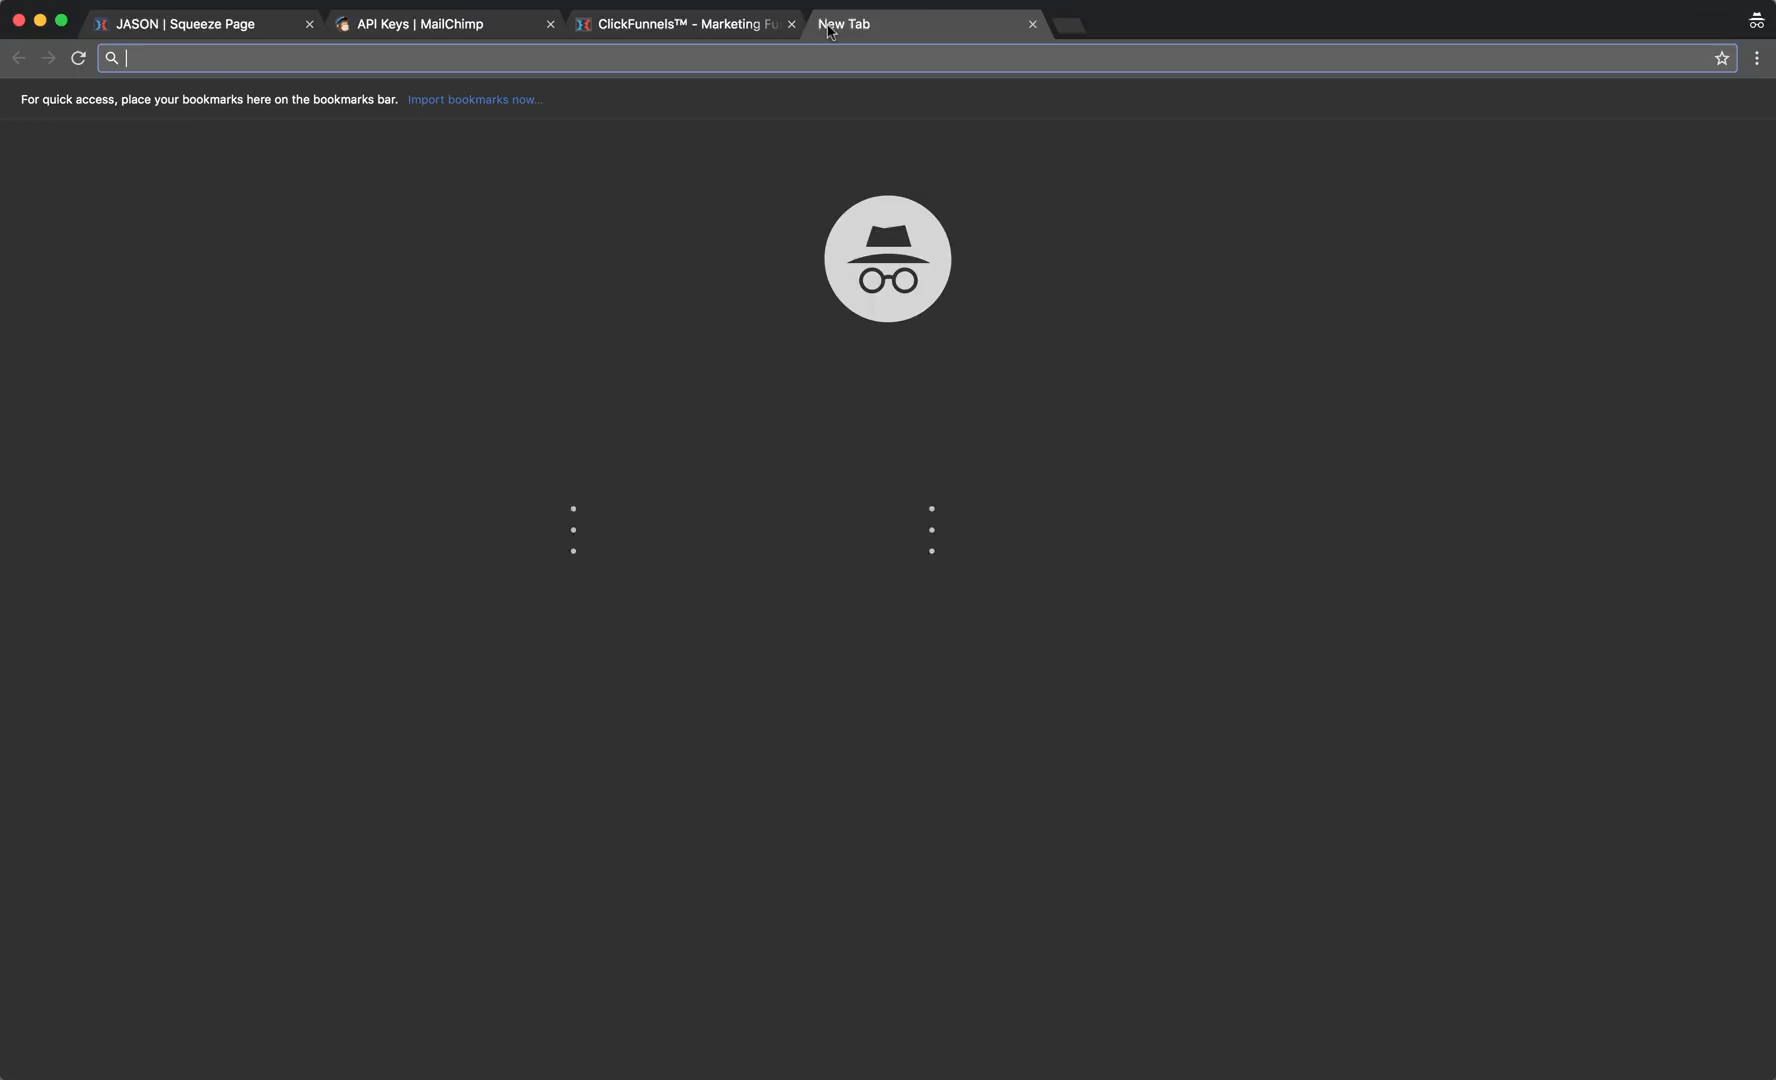 JASON | Squeeze Page
API Keys | MailChimp
ClickFunnels™ - Marketing Fu
New Tab
For quick access, place your bookmarks here on the bookmarks bar. Import bookmarks now...